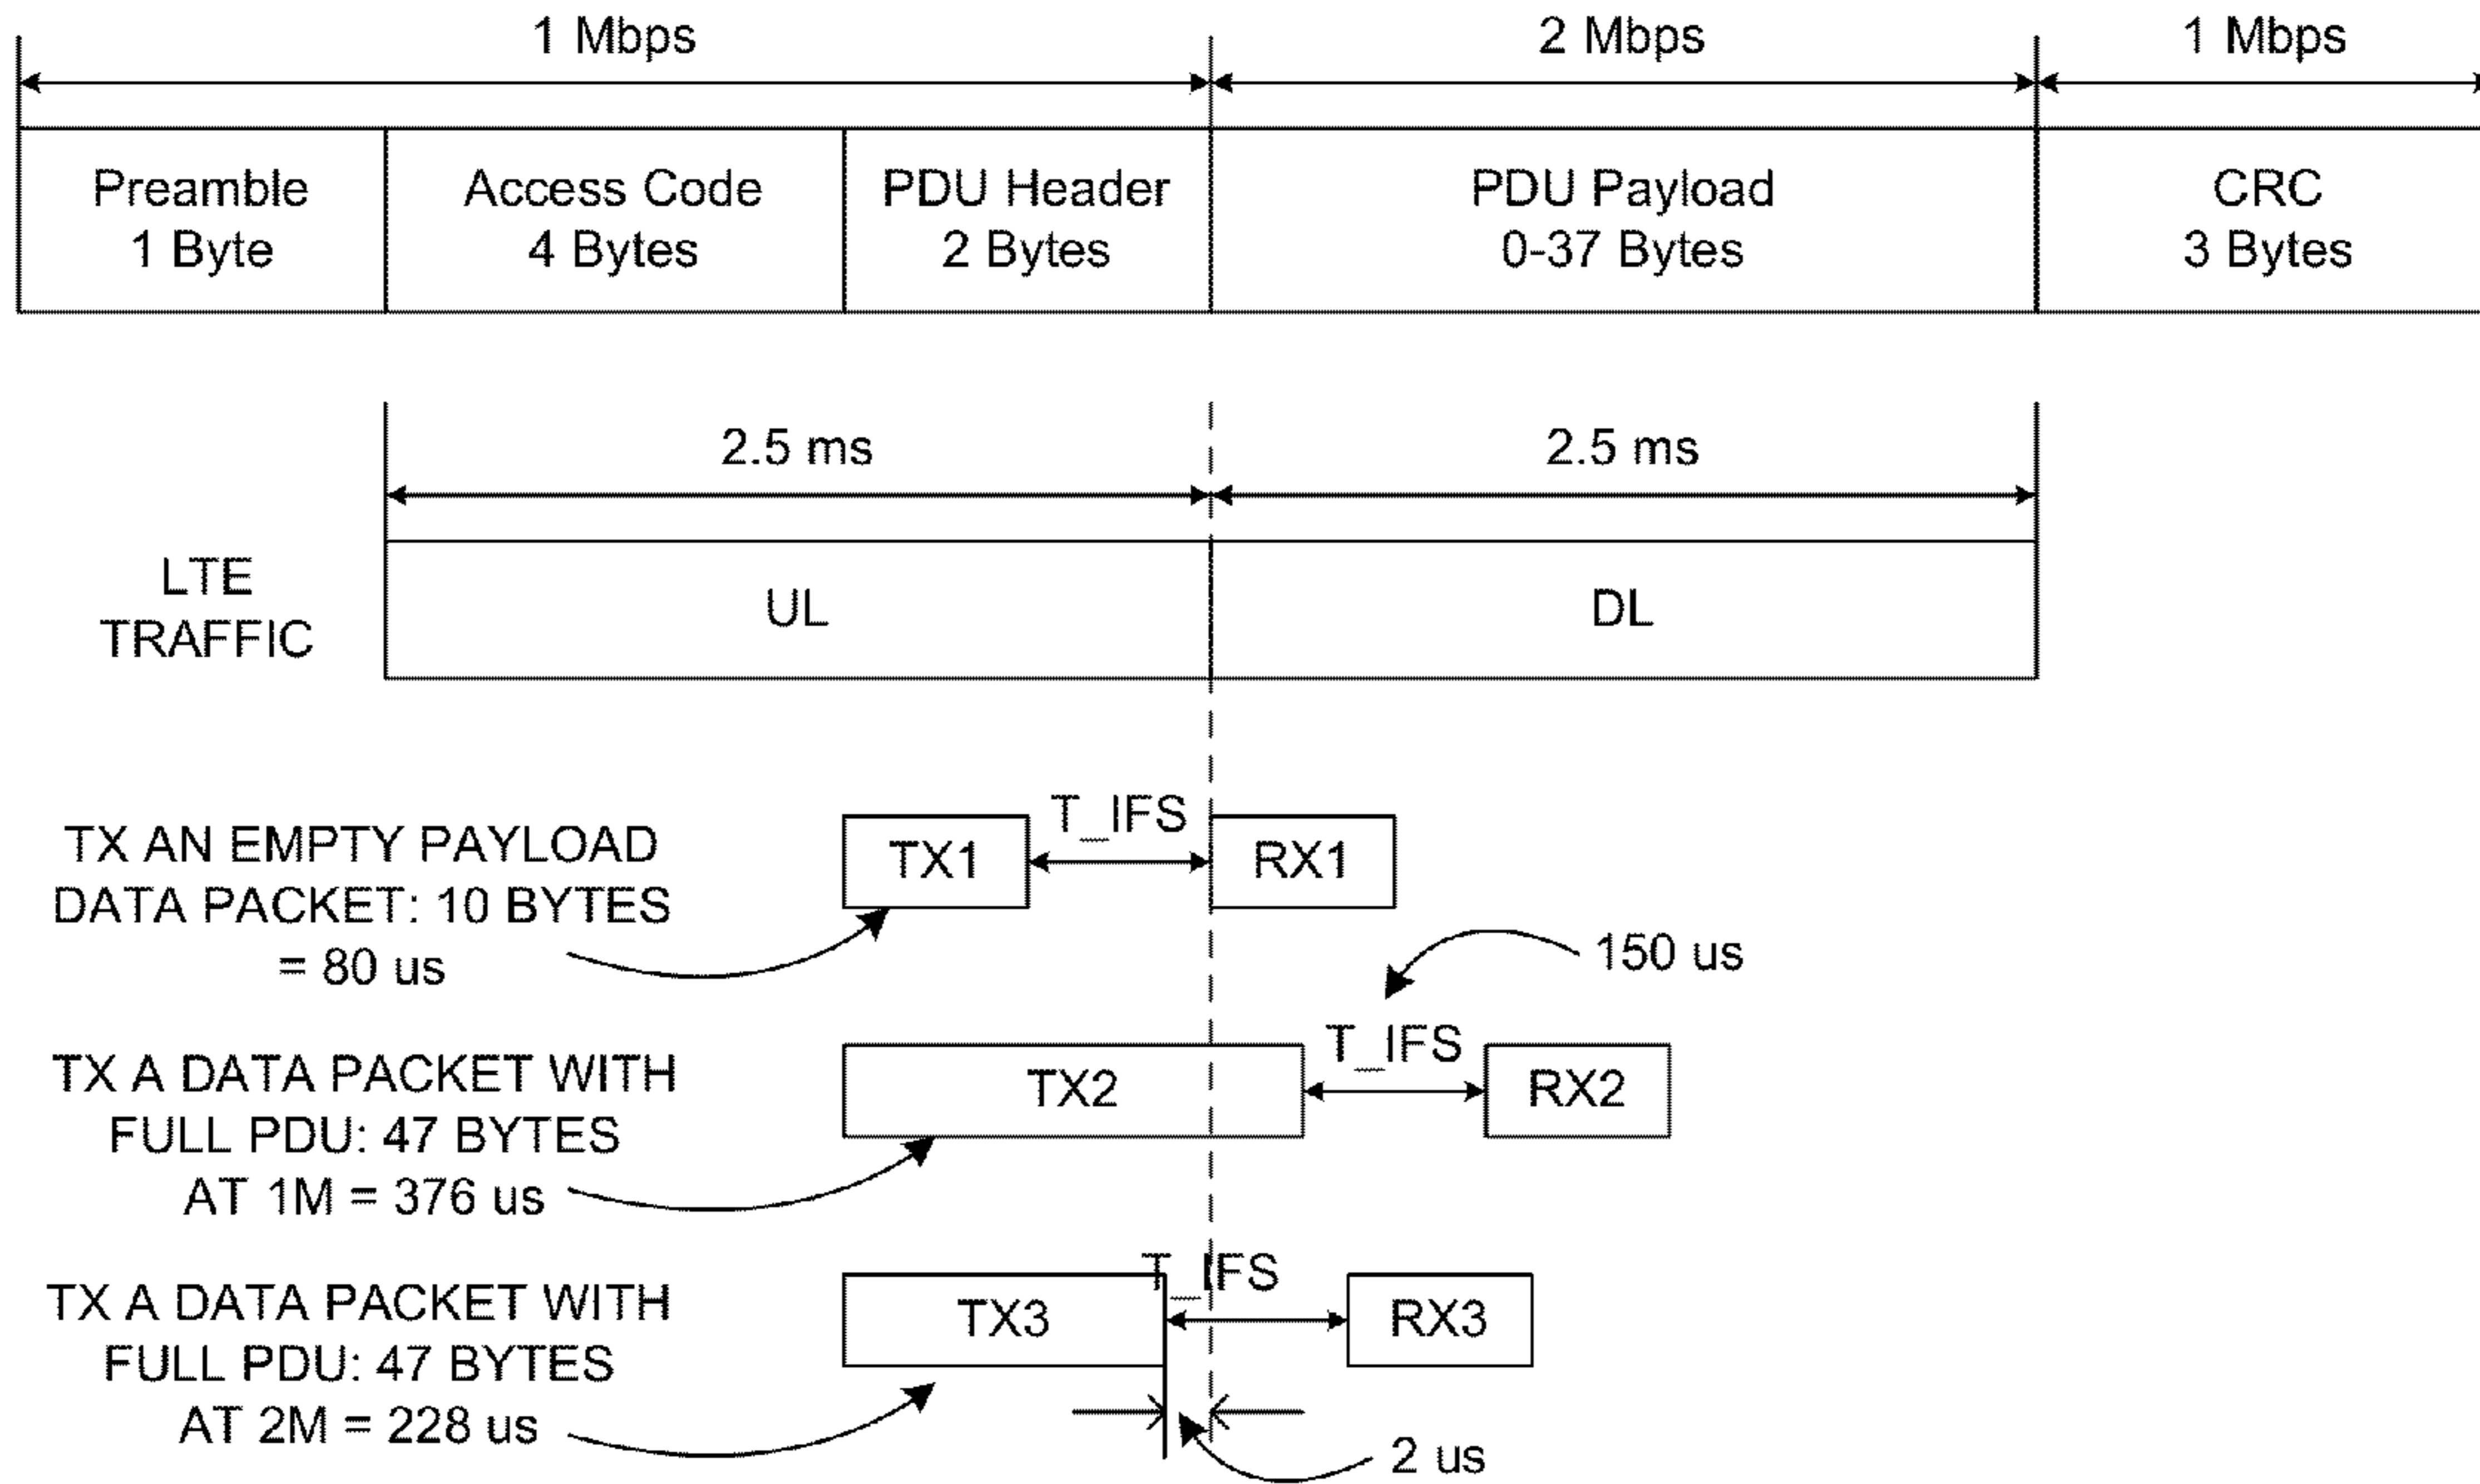 1 Mbps
2 Mbps
1 Mbps
Preamble
1 Byte
Access Code
4 Bytes
PDU Header
2 Bytes
PDU Payload
0-37 Bytes
CRC
3 Bytes
2.5 ms
2.5 ms
LTE
TRAFFIC
UL
DL
TX AN EMPTY PAYLOAD
DATA PACKET: 10 BYTES
= 80 us
TX1
T_IFS
RX1
150 us
TX A DATA PACKET WITH
FULL PDU: 47 BYTES
AT 1M = 376 us
TX2
T_IFS
RX2
TX A DATA PACKET WITH
FULL PDU: 47 BYTES
AT 2M = 228 us
TX3
T_IFS
RX3
2 us